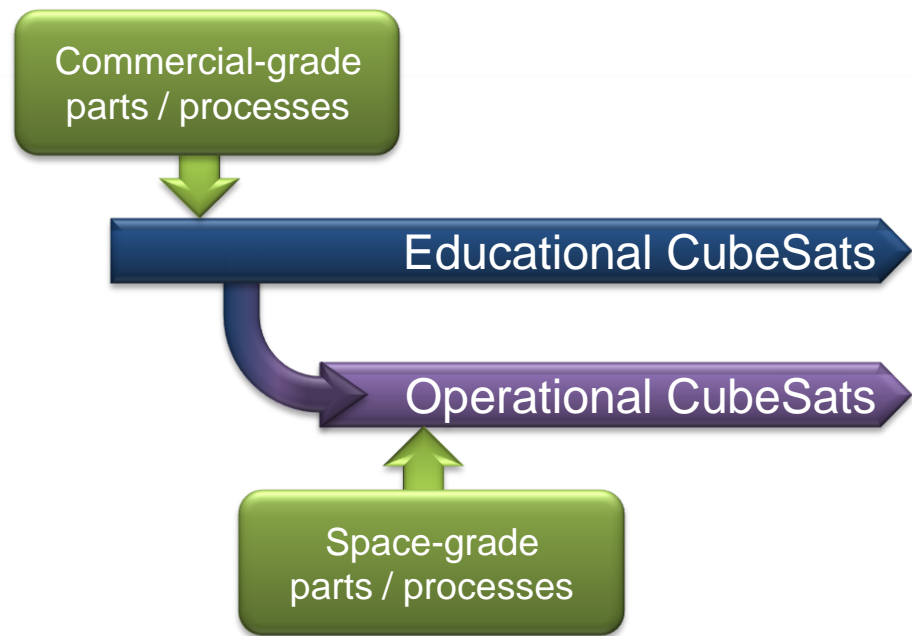 Commercial-grade
parts / processes
Educational CubeSats
Operational CubeSats
Space-grade
parts / processes